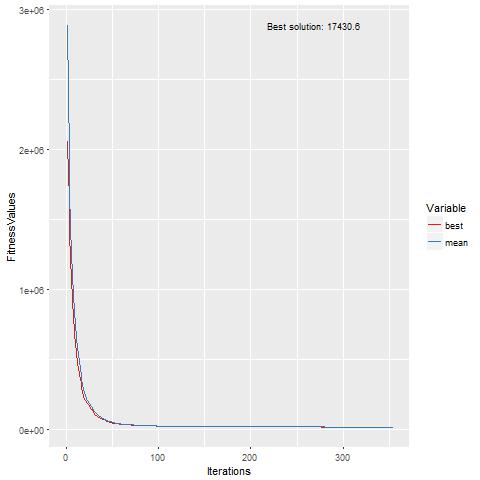 3e+06
Best solution: 17430.6
2e+06
FitnessValues
Variable
best
mean
1e+06
0e+00
0
100
200
300
Iterations